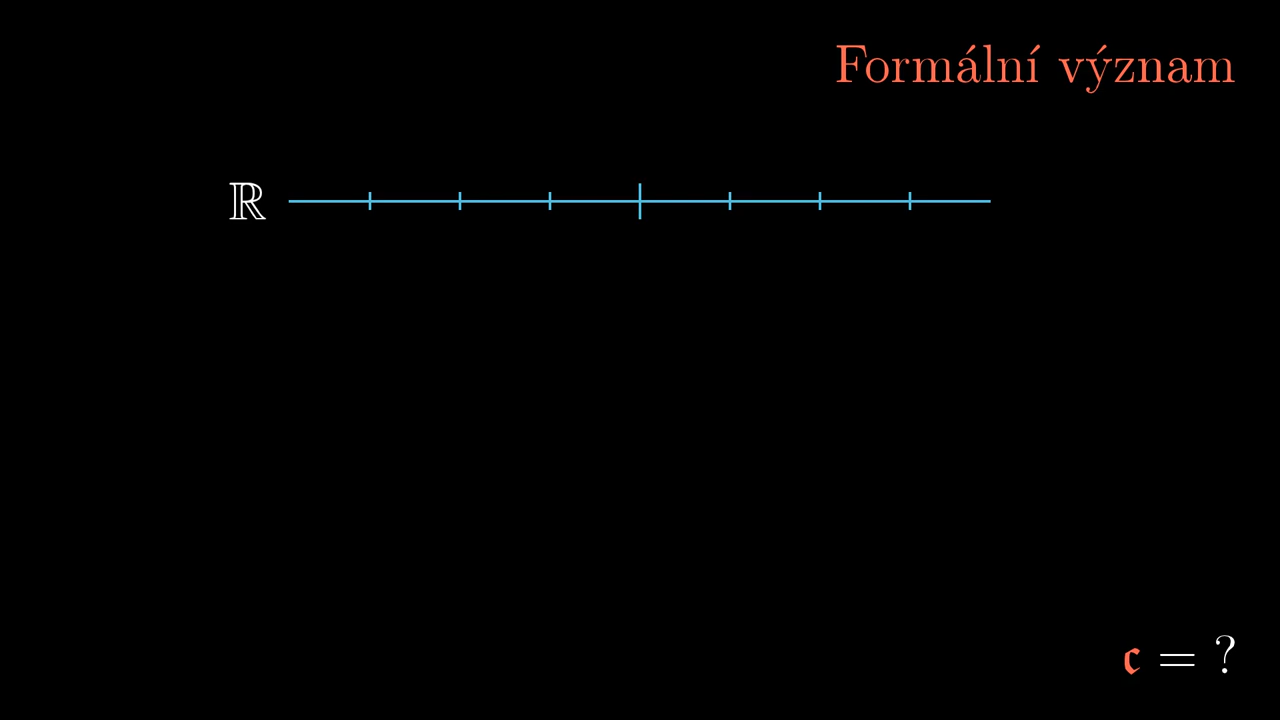 Formální význam
ℝ
𝔠 = ?